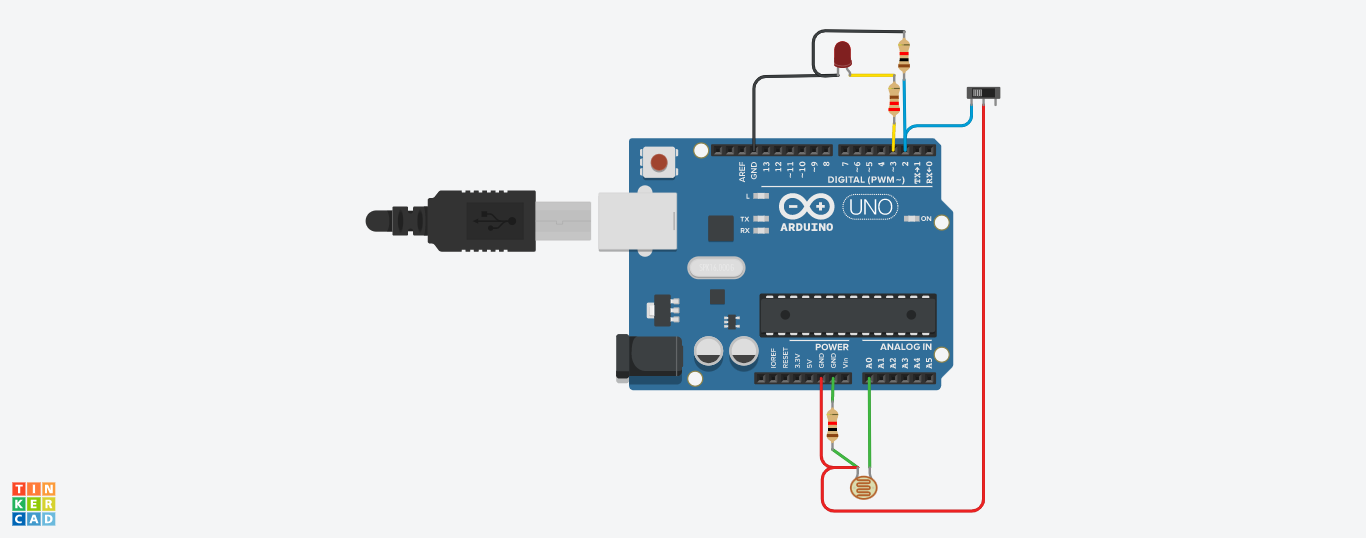 AREF
GND
13
12
~11
~10
~9
8
7
~6
~5
4
~3
2
TX→1
RX←0
DIGITAL (PWM~)
L
TX
RX
ARDUINO
UNO
ON
POWER
ANALOG IN
IOREF
RESET
3.3V
5V
GND
GND
Vin
A0
A1
A2
A3
A4
A5
TIN
KER
CAD